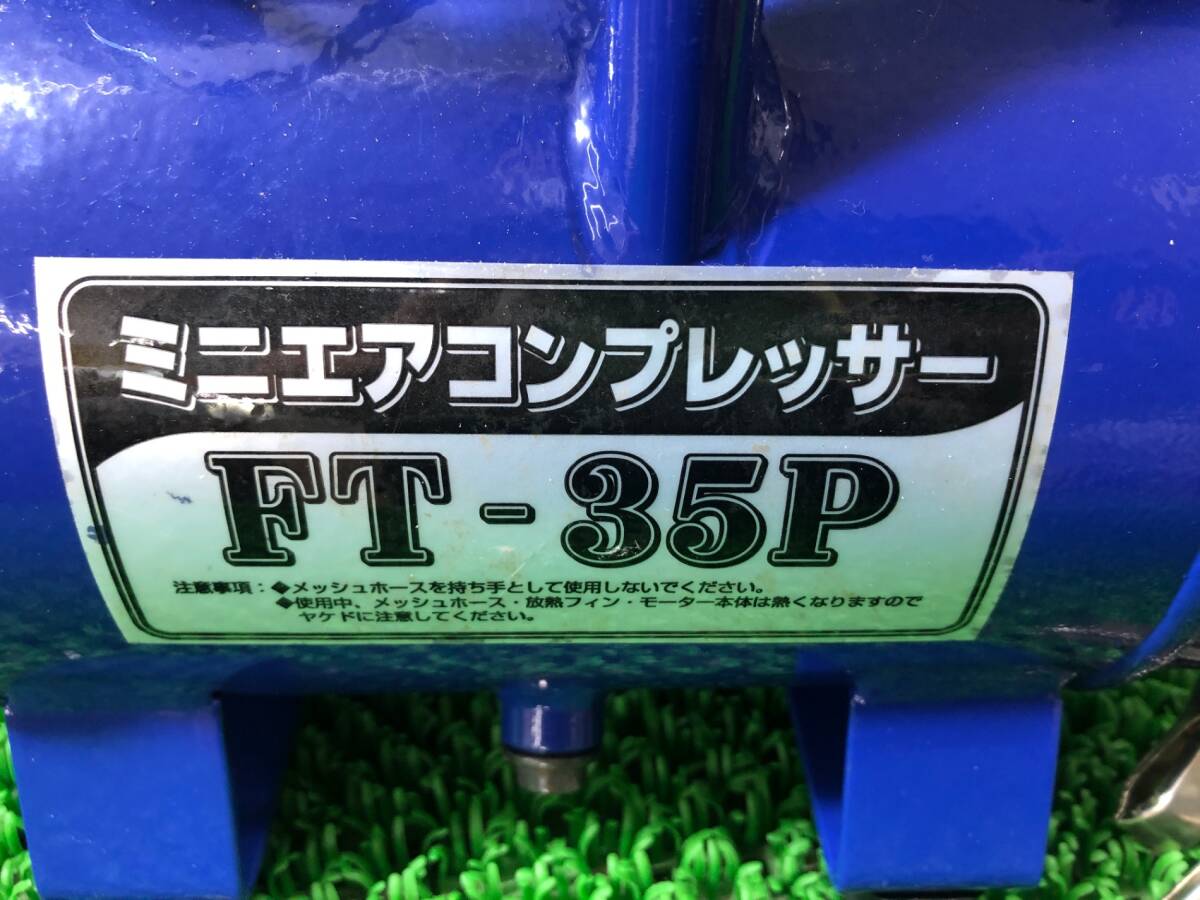 ミニエアコンプレッサー
FT-35P
注意事項：◆メッシュホースを持ち手として使用しないでください。
◆使用中、メッシュホース・放熱フィン・モーター本体は熱くなりますので
ヤケドに注意してください。